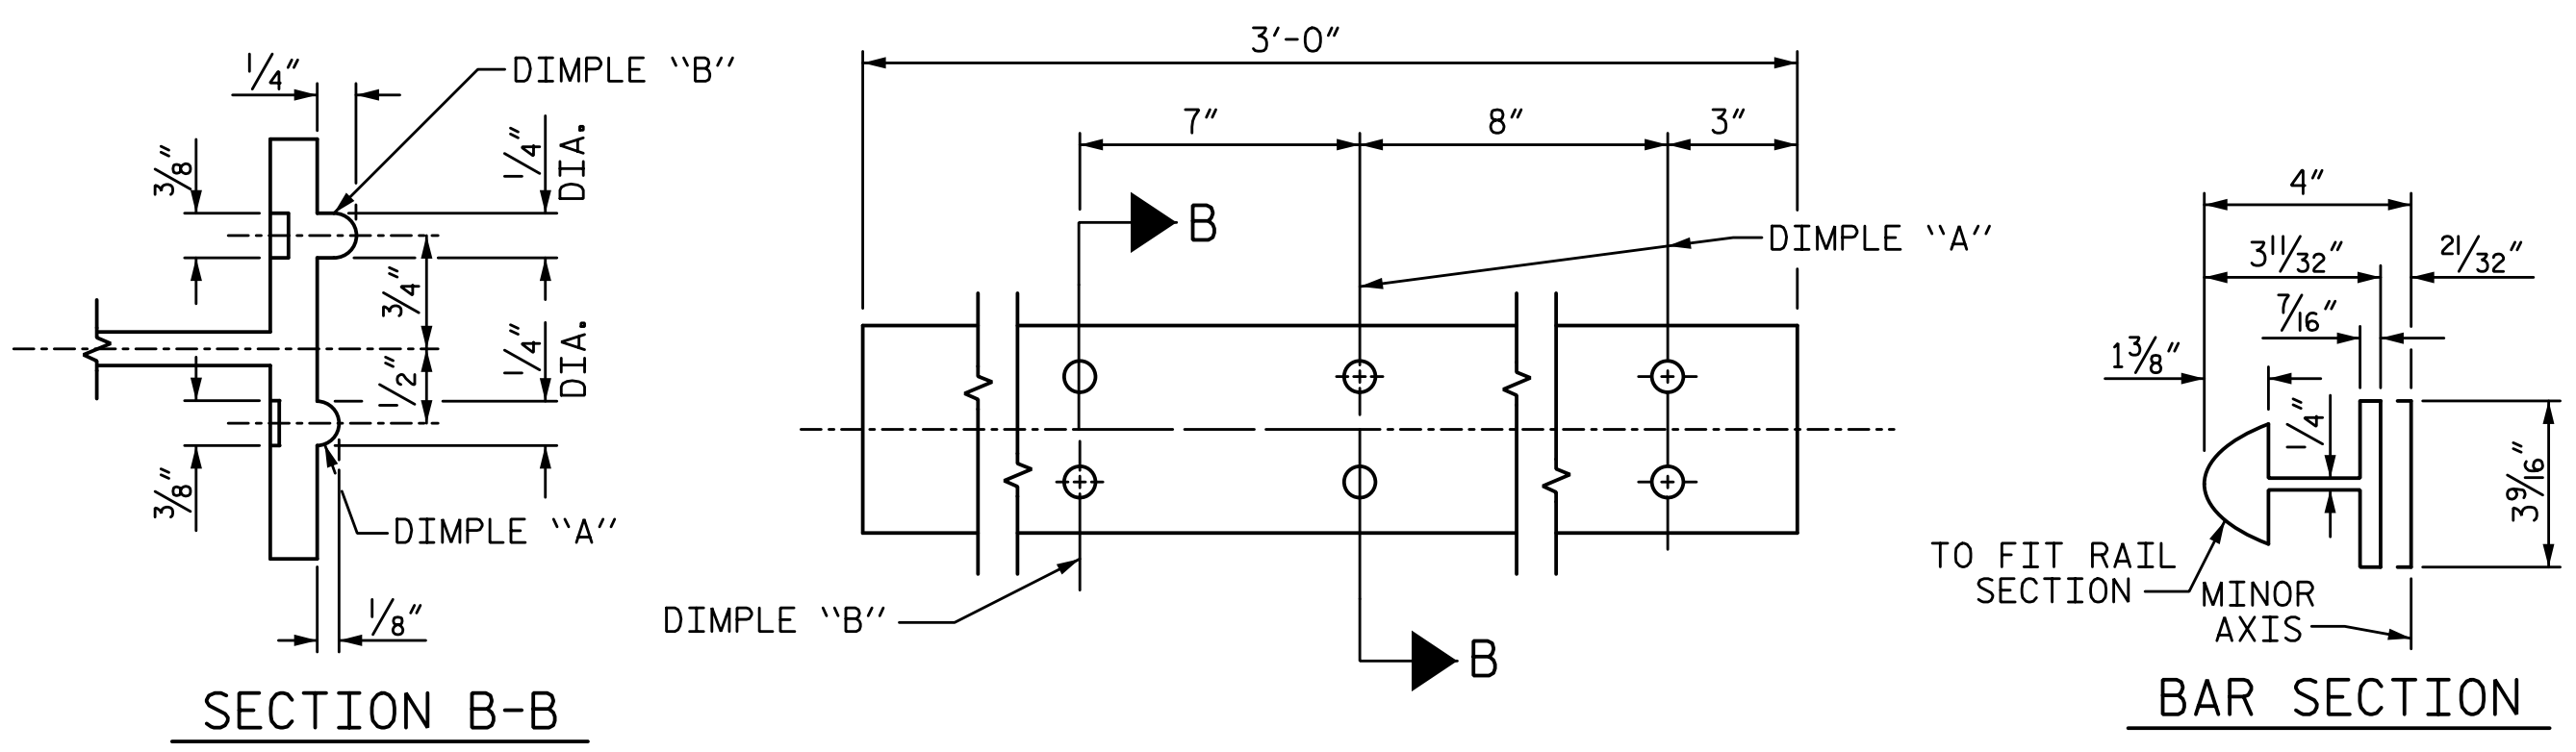 1/4"
DIMPLE "B"
3/8"
1/4" DIA.
3/4"
1/2"
1/4" DIA.
3/8"
DIMPLE "A"
1/8"
SECTION B-B
3'-0"
7"
8"
3"
B
DIMPLE "A"
DIMPLE "B"
B
4"
3 11/32"
21/32"
7/16"
1 3/8"
1/4"
3 9/16"
TO FIT RAIL
SECTION
MINOR
AXIS
BAR SECTION